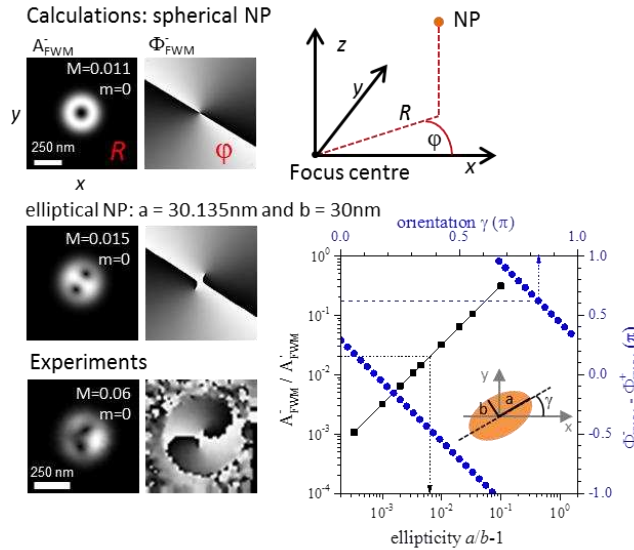 Calculations: spherical NP
A⁻FWM
Φ⁻FWM
M=0.011
m=0
y
250 nm
R
φ
x
NP
z
y
R
φ
x
Focus centre
elliptical NP: a = 30.135nm and b = 30nm
M=0.015
m=0
Experiments
M=0.06
m=0
250 nm
orientation γ (π)
0.0 0.5 1.0
10⁰
10⁻¹
10⁻²
10⁻³
10⁻⁴
A⁻FWM / A⁺FWM
1.0
0.5
0.0
-0.5
-1.0
y
b
a
γ
x
10⁻³ 10⁻² 10⁻¹ 10⁰
ellipticity a/b-1